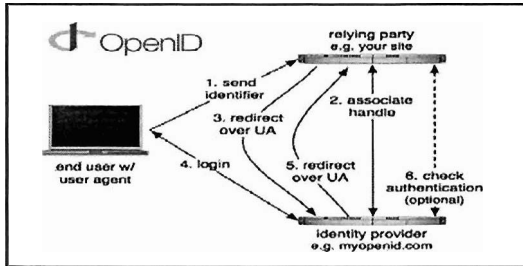 OpenID
relying party
e.g. your site
1. send
identifier
2. associate
handle
3. redirect
over UA
4. login
5. redirect
over UA
6. check
authentication
(optional)
end user w/
user agent
identity provider
e.g. myopenid.com